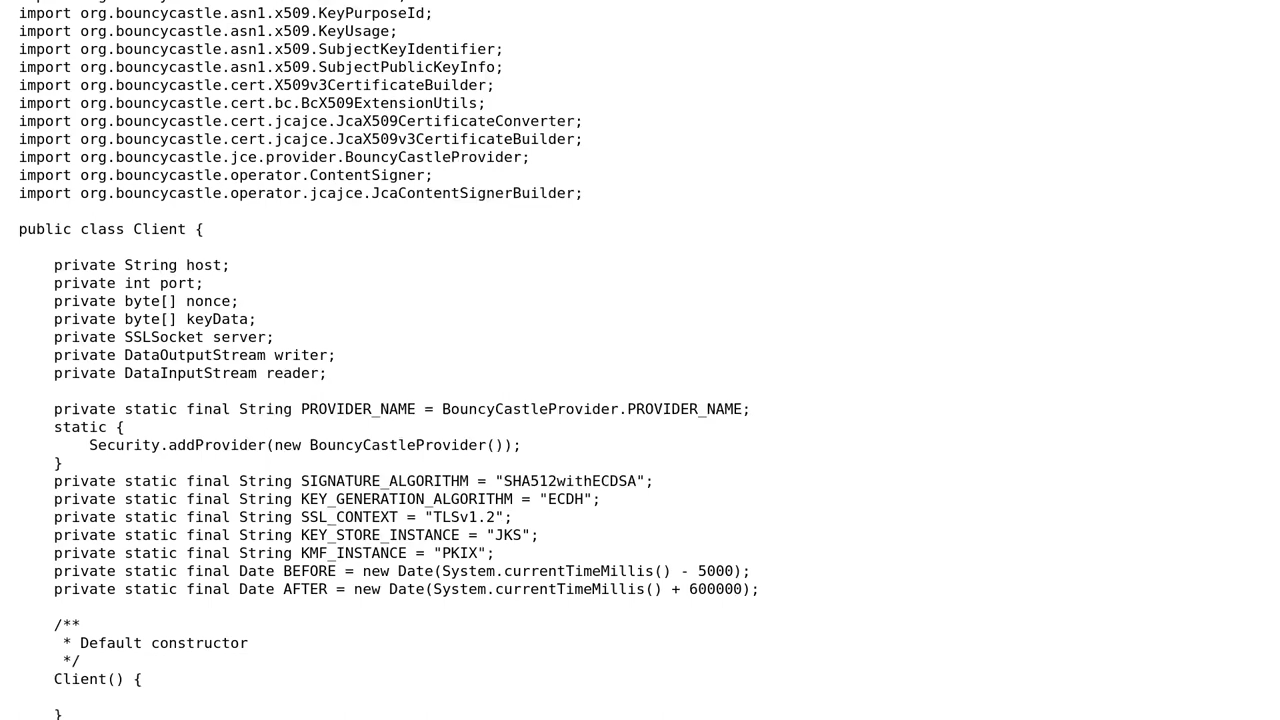 import org.bouncycastle.asn1.x509.KeyPurposeId;
import org.bouncycastle.asn1.x509.KeyUsage;
import org.bouncycastle.asn1.x509.SubjectKeyIdentifier;
import org.bouncycastle.asn1.x509.SubjectPublicKeyInfo;
import org.bouncycastle.cert.X509v3CertificateBuilder;
import org.bouncycastle.cert.bc.BcX509ExtensionUtils;
import org.bouncycastle.cert.jcajce.JcaX509CertificateConverter;
import org.bouncycastle.cert.jcajce.JcaX509v3CertificateBuilder;
import org.bouncycastle.jce.provider.BouncyCastleProvider;
import org.bouncycastle.operator.ContentSigner;
import org.bouncycastle.operator.jcajce.JcaContentSignerBuilder;

public class Client {

    private String host;
    private int port;
    private byte[] nonce;
    private byte[] keyData;
    private SSLSocket server;
    private DataOutputStream writer;
    private DataInputStream reader;

    private static final String PROVIDER_NAME = BouncyCastleProvider.PROVIDER_NAME;
    static {
        Security.addProvider(new BouncyCastleProvider());
    }
    private static final String SIGNATURE_ALGORITHM = "SHA512withECDSA";
    private static final String KEY_GENERATION_ALGORITHM = "ECDH";
    private static final String SSL_CONTEXT = "TLSv1.2";
    private static final String KEY_STORE_INSTANCE = "JKS";
    private static final String KMF_INSTANCE = "PKIX";
    private static final Date BEFORE = new Date(System.currentTimeMillis() - 5000);
    private static final Date AFTER = new Date(System.currentTimeMillis() + 600000);

    /**
     * Default constructor
     */
    Client() {

    }